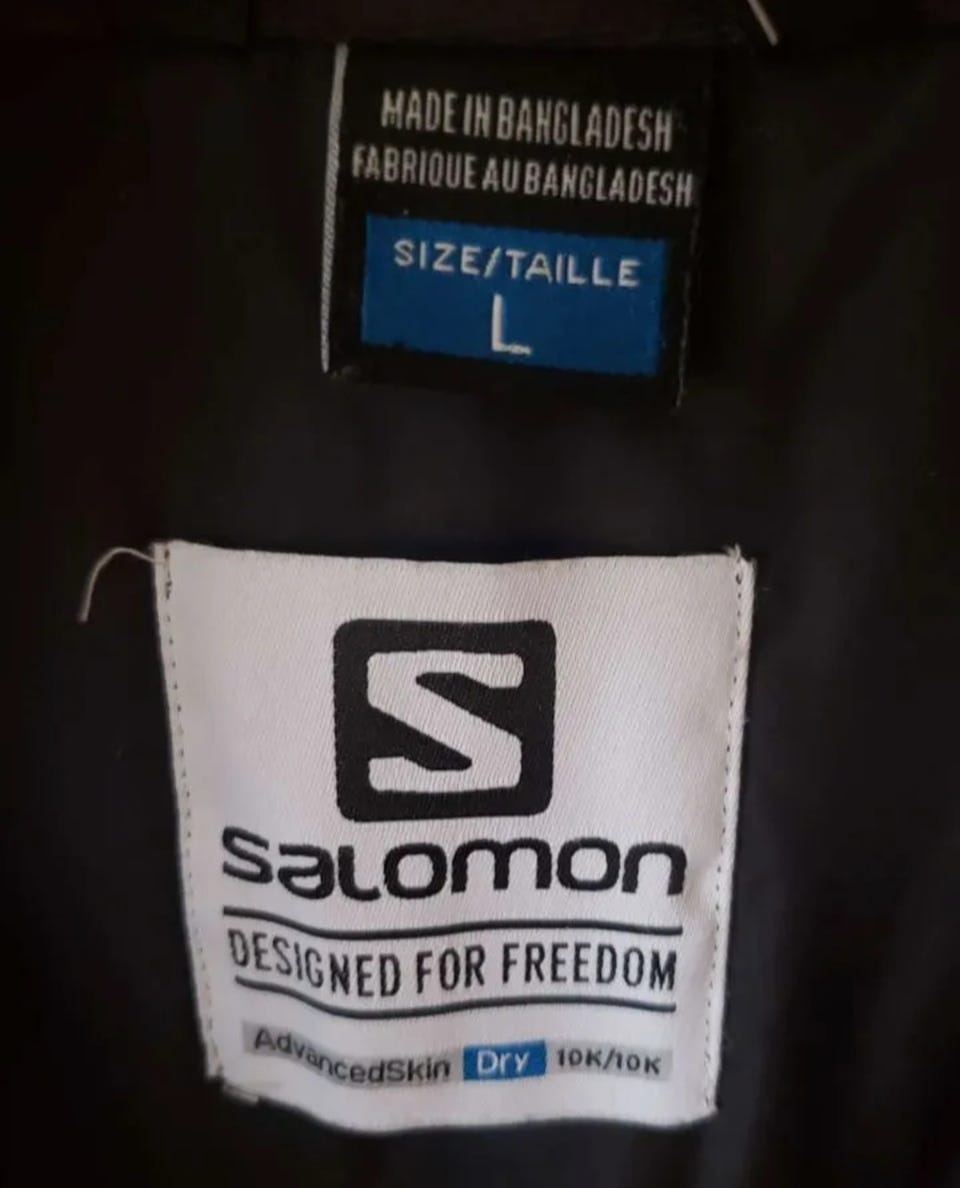 MADE IN BANGLADESH
FABRIQUE AU BANGLADESH
SIZE/TAILLE
L
S
SALOMON
DESIGNED FOR FREEDOM
AdvancedSkin Dry 10K/10K